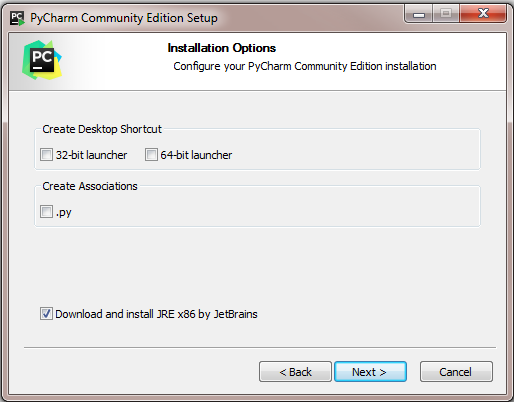 PC PyCharm Community Edition Setup
PC
Installation Options
Configure your PyCharm Community Edition installation
Create Desktop Shortcut
32-bit launcher 64-bit launcher
Create Associations
.py
Download and install JRE x86 by JetBrains
< Back Next > Cancel